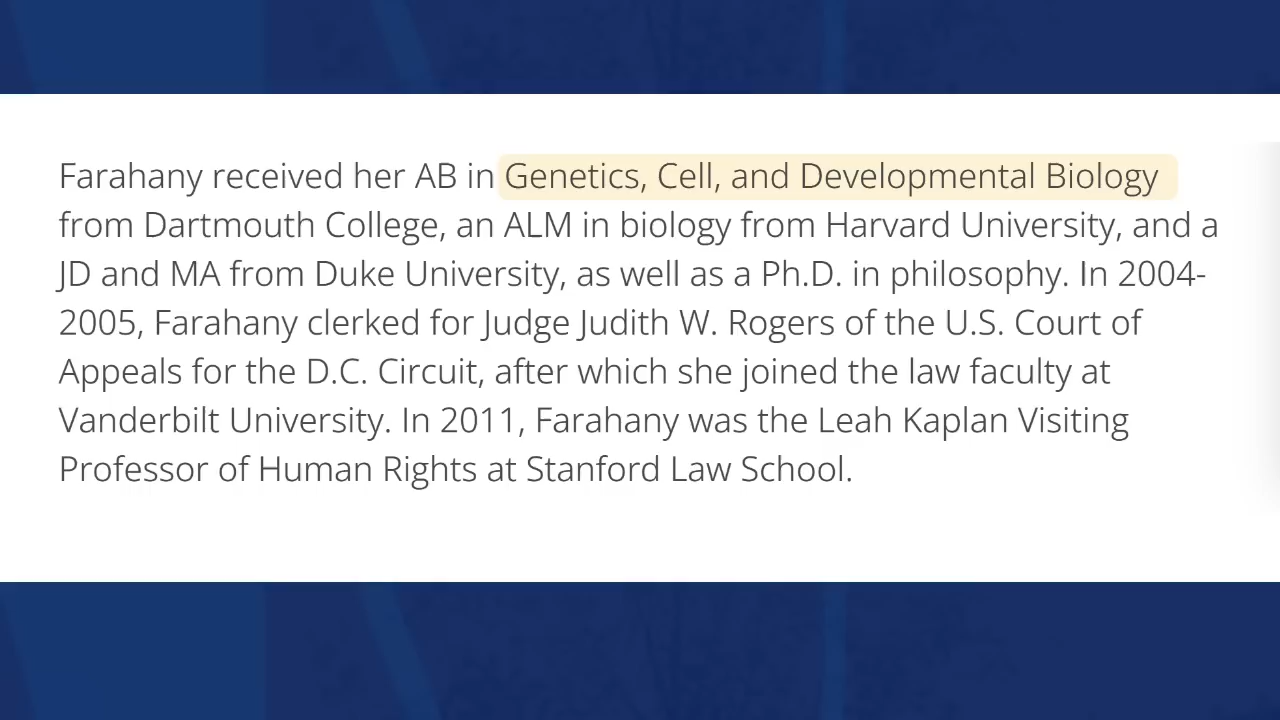 Farahany received her AB in Genetics, Cell, and Developmental Biology
from Dartmouth College, an ALM in biology from Harvard University, and a
JD and MA from Duke University, as well as a Ph.D. in philosophy. In 2004-
2005, Farahany clerked for Judge Judith W. Rogers of the U.S. Court of
Appeals for the D.C. Circuit, after which she joined the law faculty at
Vanderbilt University. In 2011, Farahany was the Leah Kaplan Visiting
Professor of Human Rights at Stanford Law School.